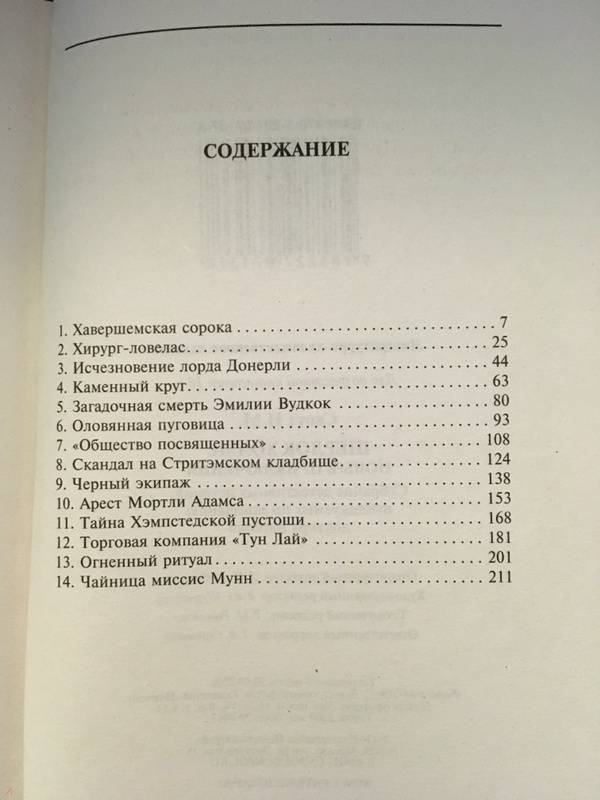 СОДЕРЖАНИЕ
1. Хавершемская сорока 7
2. Хирург-ловелас 25
3. Исчезновение лорда Донерли 44
4. Каменный круг 63
5. Загадочная смерть Эмилии Вудкок 80
6. Оловянная пуговица 93
7. «Общество посвященных» 108
8. Скандал на Стритэмском кладбище 124
9. Черный экипаж 138
10. Арест Мортли Адамса 153
11. Тайна Хэмпстедской пустоши 168
12. Торговая компания «Тун Лай» 181
13. Огненный ритуал 201
14. Чайница миссис Мунн 211